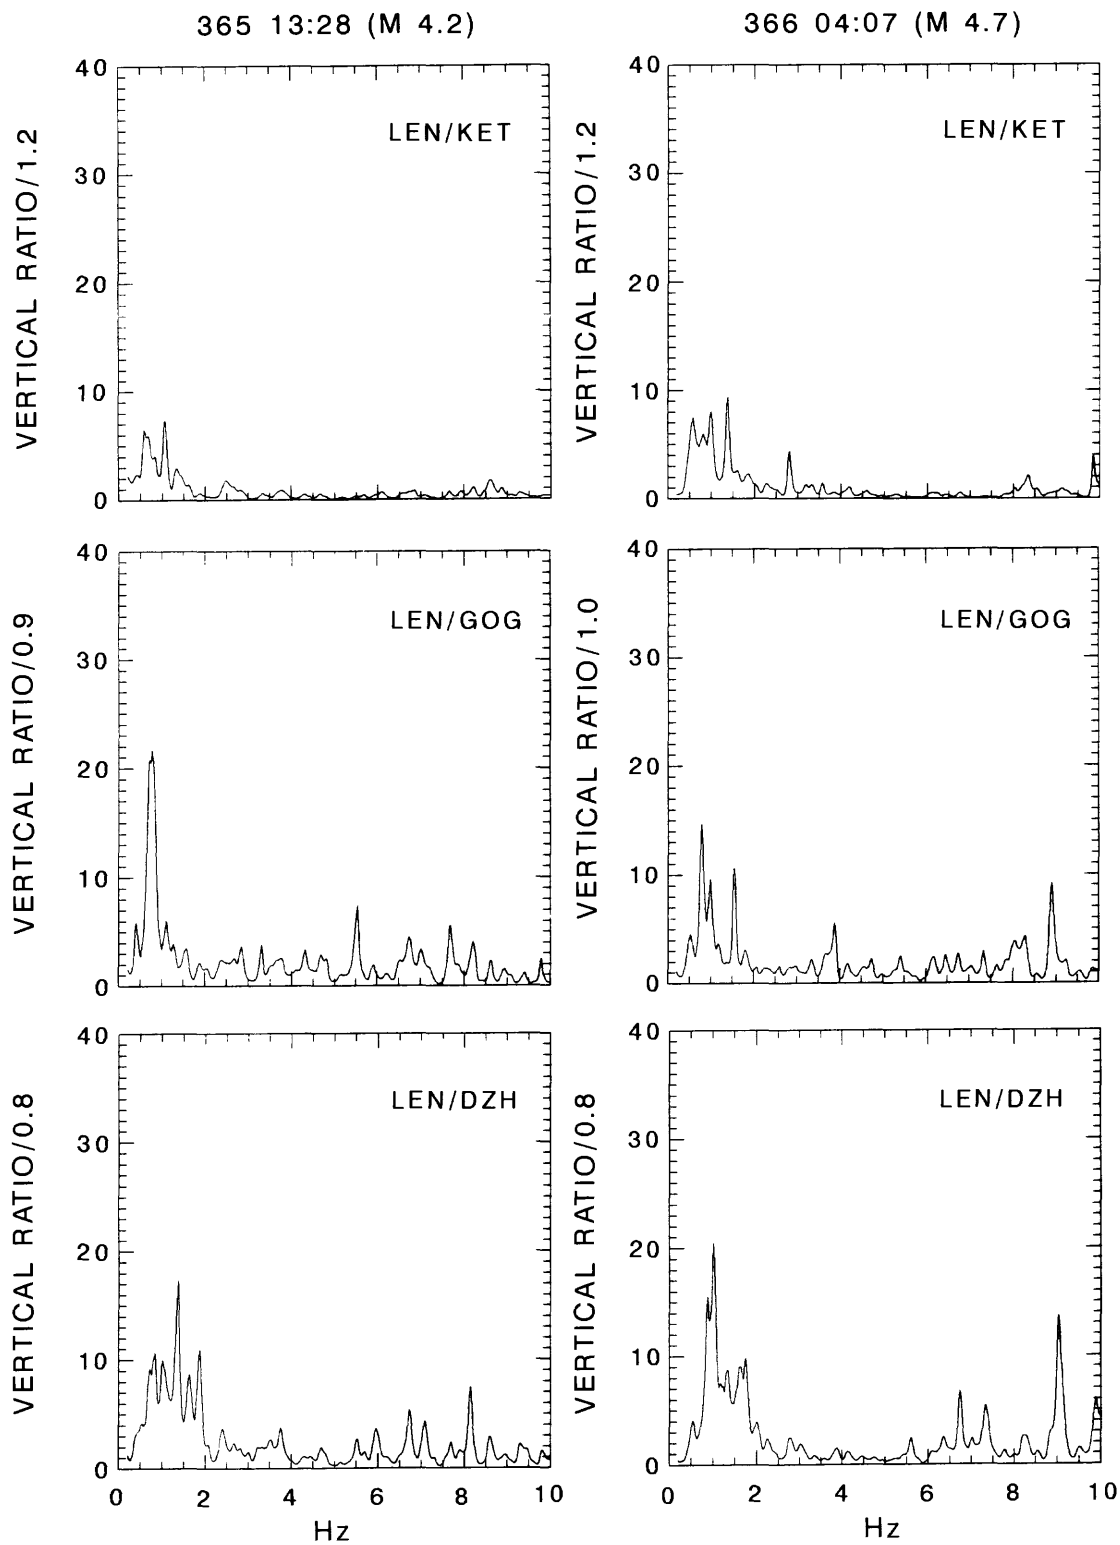 365 13:28 (M 4.2)
366 04:07 (M 4.7)
VERTICAL RATIO/1.2
40
30
20
10
0
LEN/KET
VERTICAL RATIO/1.2
40
30
20
10
0
LEN/KET
VERTICAL RATIO/0.9
40
30
20
10
0
LEN/GOG
VERTICAL RATIO/1.0
40
30
20
10
0
LEN/GOG
VERTICAL RATIO/0.8
40
30
20
10
0
LEN/DZH
0 2 4 6 8 10
Hz
VERTICAL RATIO/0.8
40
30
20
10
0
LEN/DZH
0 2 4 6 8 10
Hz